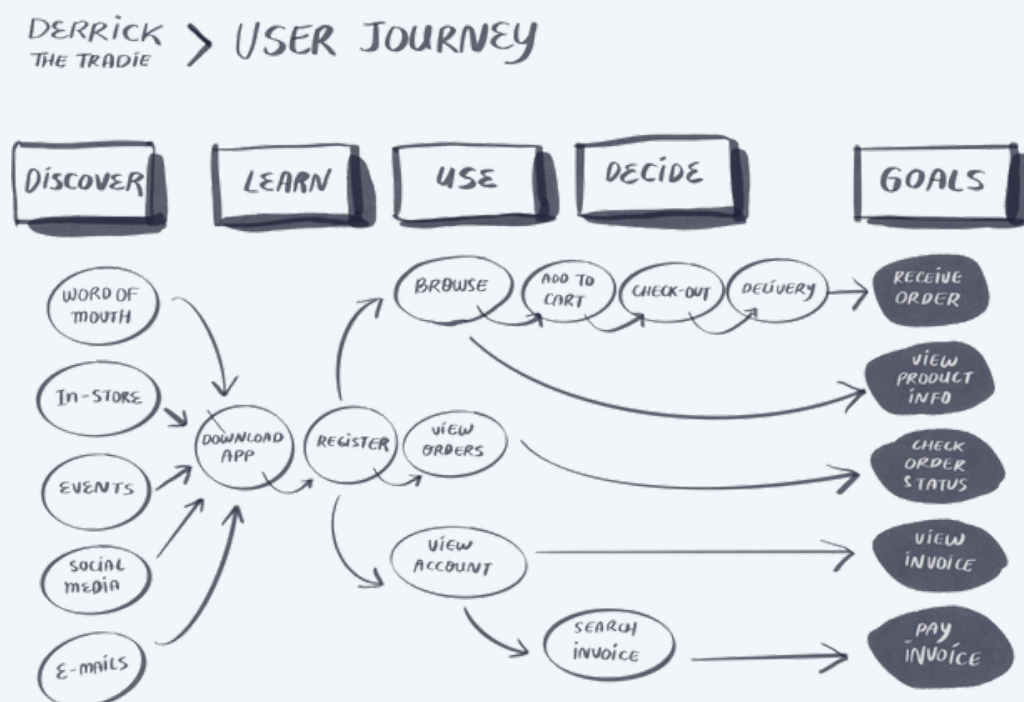 DERRICK
THE TRADIE
> USER JOURNEY
DISCOVER
LEARN
USE
DECIDE
GOALS
WORD OF
MOUTH
IN-STORE
EVENTS
SOCIAL
MEDIA
E-MAILS
DOWNLOAD
APP
REGISTER
VIEW
ORDERS
BROWSE
ADD TO
CART
CHECK-OUT
DELIVERY
VIEW
ACCOUNT
SEARCH
INVOICE
RECEIVE
ORDER
VIEW
PRODUCT
INFO
CHECK
ORDER
STATUS
VIEW
INVOICE
PAY
INVOICE